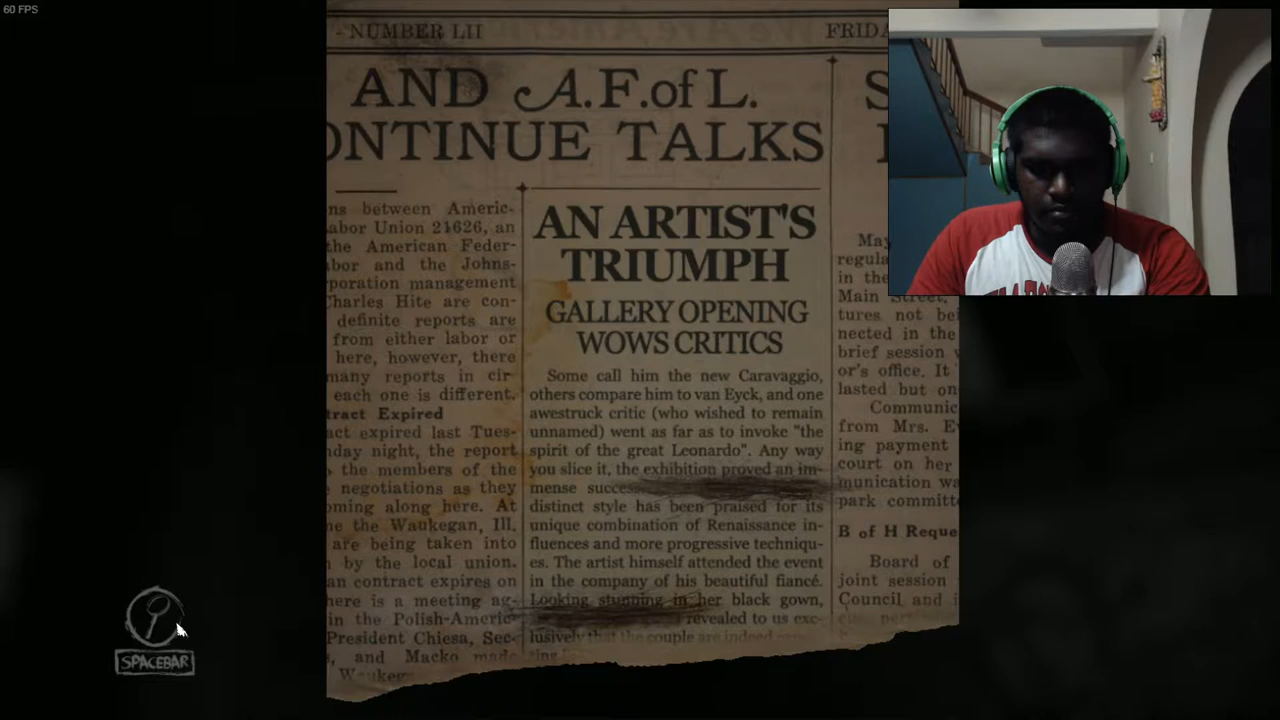 60 FPS
- NUMBER LII
FRIDA
AND A.F. of L.
ONTINUE TALKS
ns between Americ-
abor Union 21626, an
the American Feder-
bor and the Johns-
poration management
Charles Hite are con-
definite reports are
from either labor or
here, however, there
many reports in cir-
each one is different.
tract Expired
act expired last Tues-
day night, the report
the members of the
negotiations as they
oming along here. At
e the Waukegan, Ill.
are being taken into
by the local union.
an contract expires on
here is a meeting ag-
in the Polish-Americ-
President Chiesa, Sec-
, and Macko made
Waukeg
AN ARTIST'S
TRIUMPH
GALLERY OPENING
WOWS CRITICS
Some call him the new Caravaggio,
others compare him to van Eyck, and one
awestruck critic (who wished to remain
unnamed) went as far as to invoke "the
spirit of the great Leonardo". Any way
you slice it, the exhibition proved an im-
mense succes
distinct style has been praised for its
unique combination of Renaissance in-
fluences and more progressive techniqu-
es. The artist himself attended the event
in the company of his beautiful fiancé.
Looking stunning in her black gown,
revealed to us exc-
lusively that the couple are indeed
S
May
regula
in the
Main Street,
tures not bei
nected in the
brief session
or's office. It
lasted but on
Communic
from Mrs. E
ing payment
court on her
munication wa
park committ
B of H Reque
Board of
joint session
Council and i
SPACEBAR